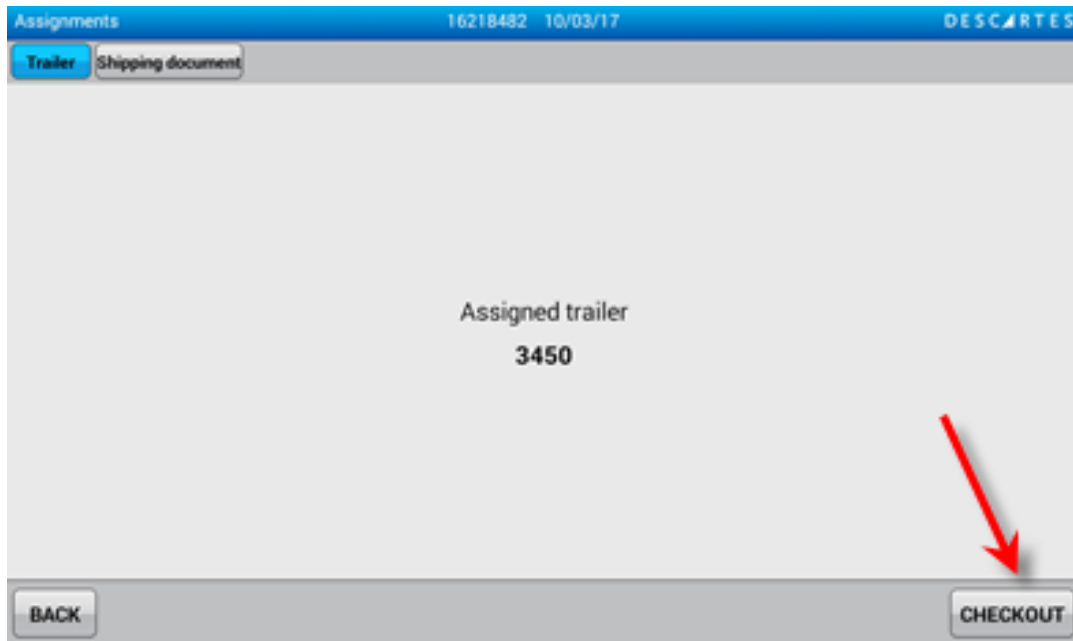 Assignments 16218482 10/03/17 DESCARTES
Trailer Shipping document
Assigned trailer
3450
BACK CHECKOUT